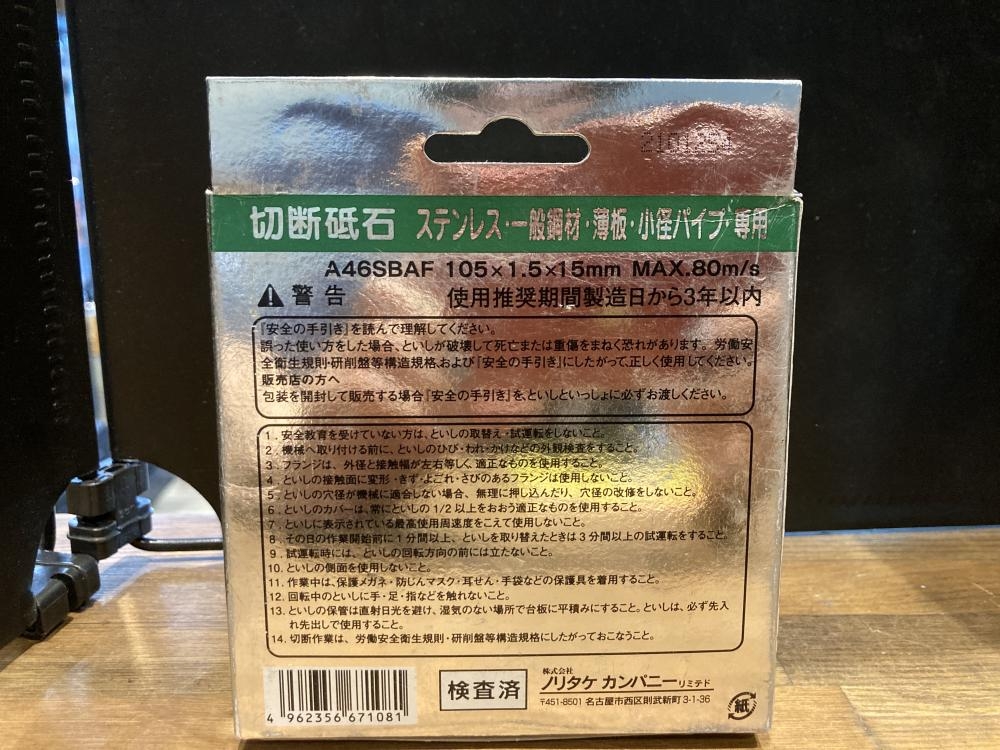 切断砥石 ステンレス・一般鋼材・薄板・小径パイプ・専用
A46SBAF 105×1.5×15mm MAX.80m/s
警告 使用推奨期間製造日から3年以内
『安全の手引き』を読んで理解してください。
誤った使い方をした場合、といしが破壊して死亡または重傷をまねく恐れがあります。労働安
全衛生規則・研削盤等構造規格、および『安全の手引き』にしたがって、正しく使用してください。
販売店の方へ
包装を開封して販売する場合『安全の手引き』を、といしといっしょに必ずお渡しください。
1. 安全教育を受けていない方は、といしの取替え・試運転をしないこと。
2. 機械へ取り付ける前に、といしのひび・われ・かけなどの外観検査をすること。
3. フランジは、外径と接触幅が左右等しく、適正なものを使用すること。
4. といしの接触面に変形・きず・よごれ・さびのあるフランジは使用しないこと。
5. といしの穴径が機械に適合しない場合、無理に押し込んだり、穴径の改修をしないこと。
6. といしのカバーは、常にといしの1/2以上をおおう適正なものを使用すること。
7. といしに表示されている最高使用周速度をこえて使用しないこと。
8. その日の作業開始前に1分間以上、といしを取り替えたときは3分間以上の試運転をすること。
9. 試運転時には、といしの回転方向の前には立たないこと。
10. といしの側面を使用しないこと。
11. 作業中は、保護メガネ・防じんマスク・耳せん・手袋などの保護具を着用すること。
12. 回転中のといしに手・足・指などを触れないこと。
13. といしの保管は直射日光を避け、湿気のない場所で台板に平積みにすること。といしは、必ず先入
れ先出しで使用すること。
14. 切断作業は、労働安全衛生規則・研削盤等構造規格にしたがっておこなうこと。
4 962356 671081
検査済
株式会社
ノリタケ カンパニーリミテド
〒451-8501 名古屋市西区則武新町3-1-36
紙